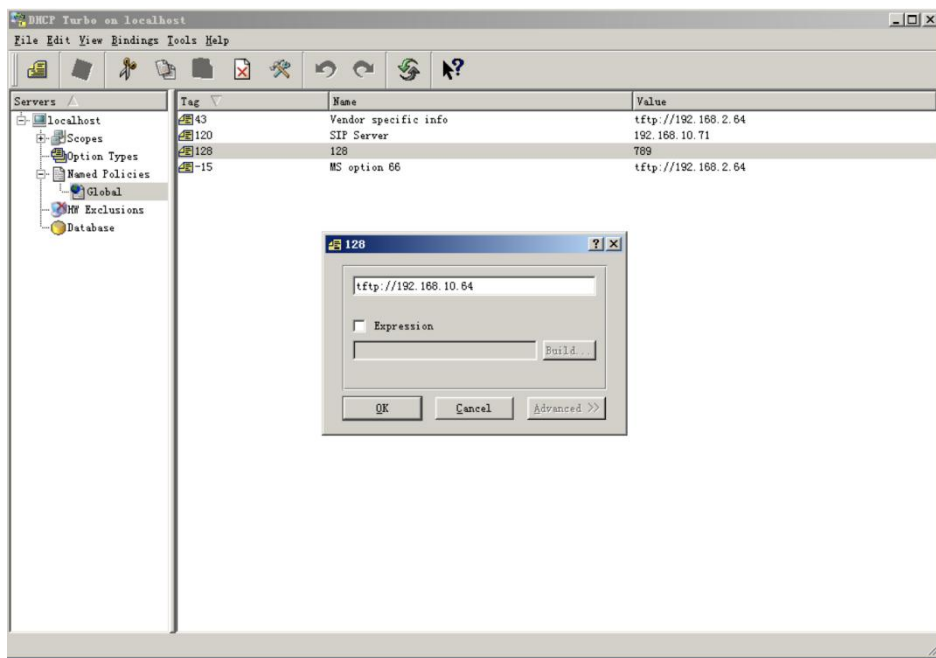 DHCP Turbo on localhost
File Edit View Bindings Tools Help
Servers
Tag Name Value
localhost
Scopes
Option Types
Named Policies
Global
HW Exclusions
Database
43 Vendor specific info tftp://192.168.2.64
120 SIP Server 192.168.10.71
128 128 789
-15 MS option 66 tftp://192.168.2.64
128
tftp://192.168.10.64
Expression
Build...
OK Cancel Advanced >>